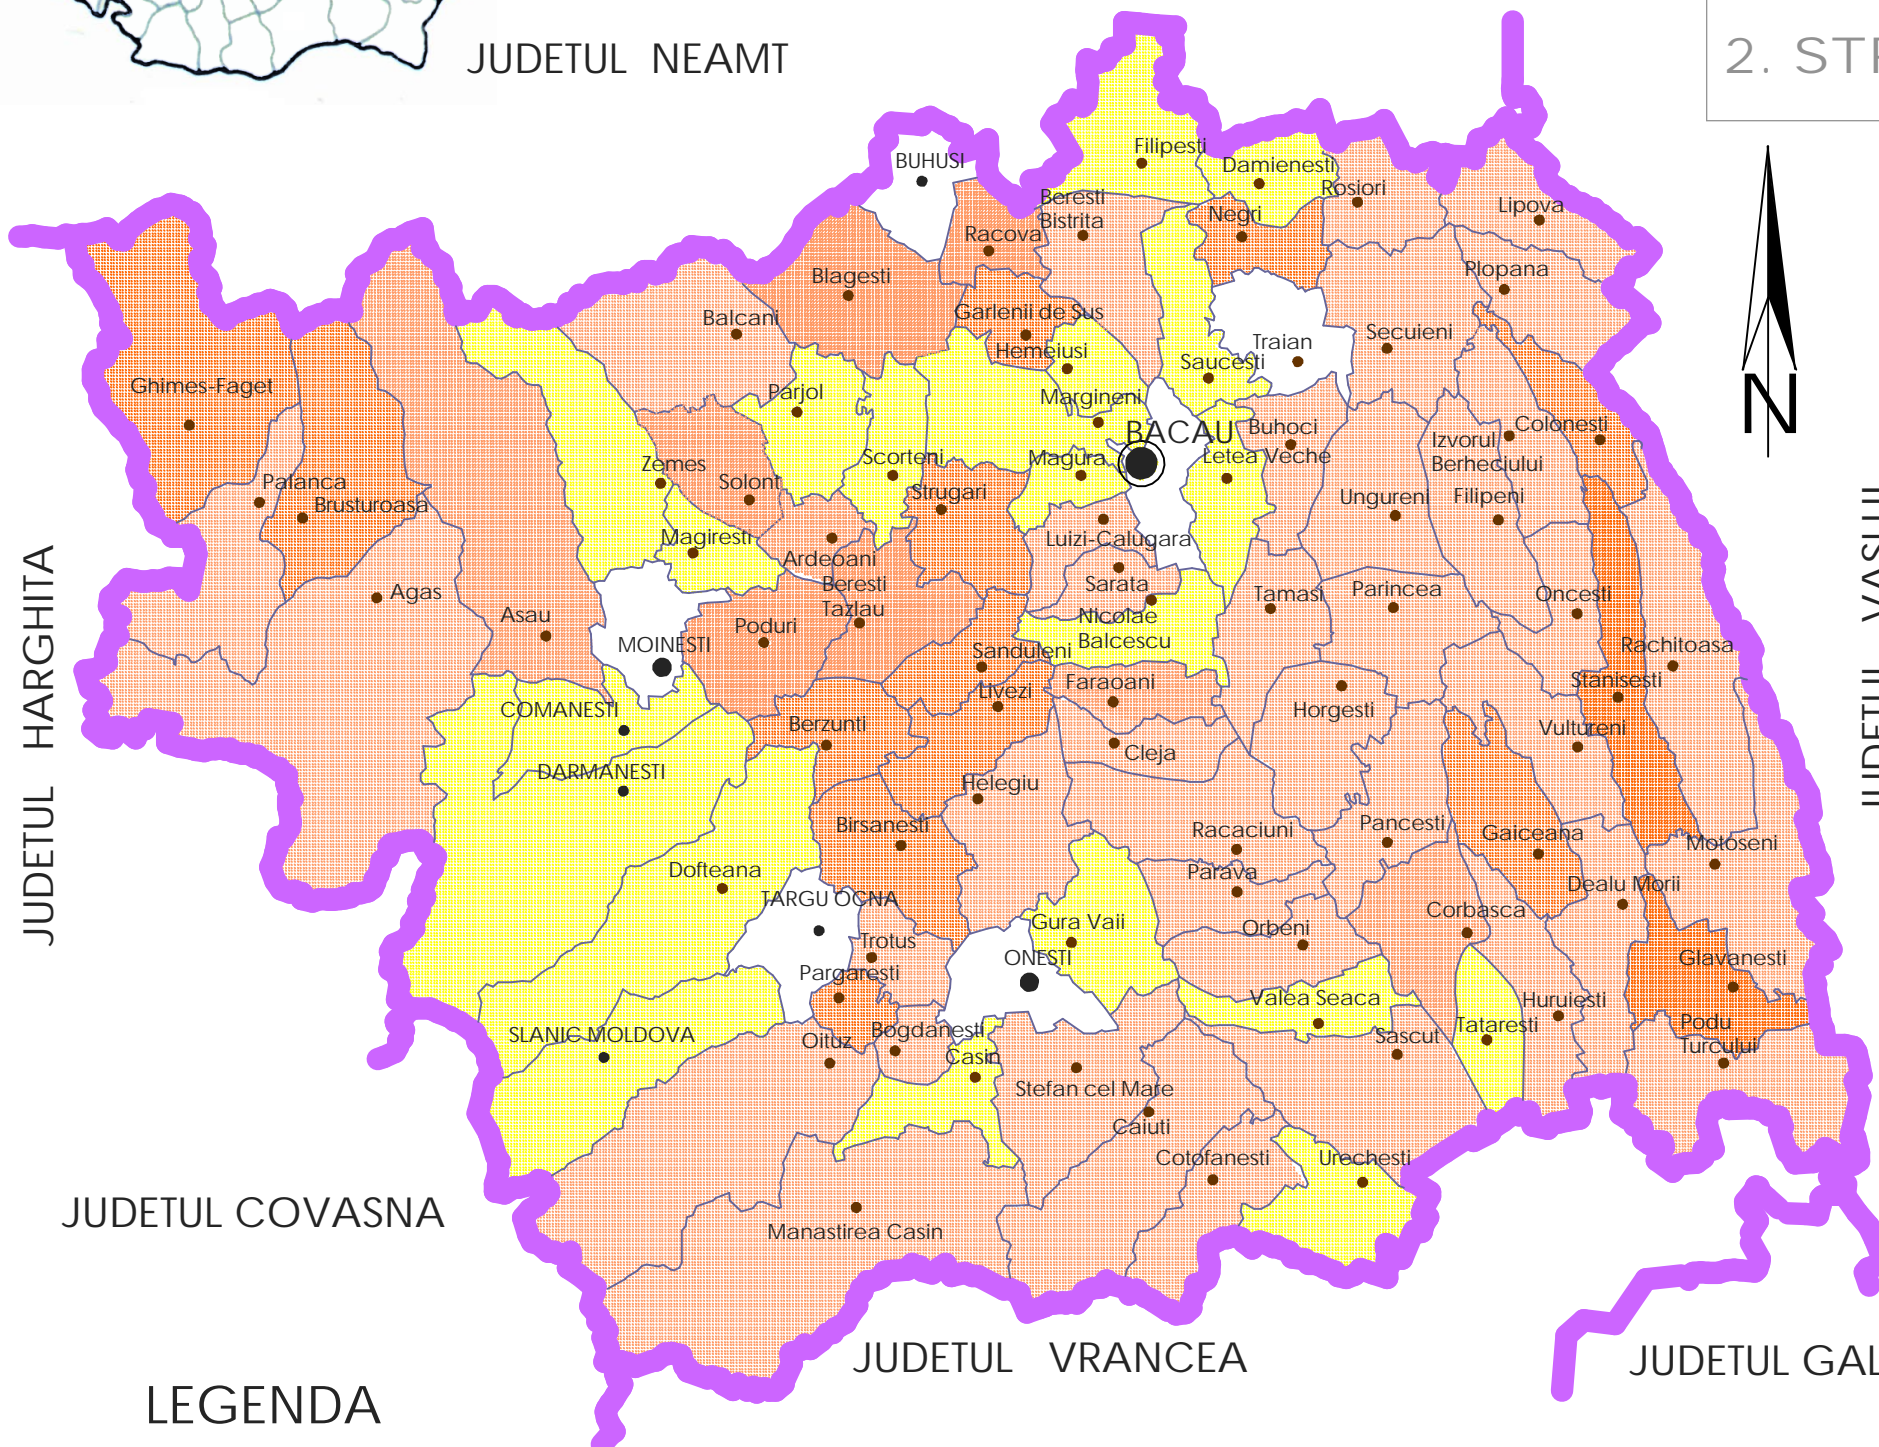 JUDETUL NEAMT
2. STR
BUHUSI
Filipesti
Damienesti
Rosiori
Beresti
Bistrita
Negri
Lipova
Racova
Blagesti
Plopana
Balcani
Garlenii de Sus
Hemeiusi
Traian
Secuieni
Saucesti
Ghimes-Faget
Parjol
Margineni
BACAU
Buhoci
Izvorul
Berheciului
Colonesti
Zemes
Solont
Scorteni
Magura
Letea Veche
Palanca
Brusturoasa
Strugari
Ungureni
Filipeni
N
Magiresti
Luizi-Calugara
Ardeoani
Sarata
Agas
Beresti
Tazlau
Tamasi
Parincea
Oncesti
Asau
Nicolae
Balcescu
Poduri
MOINESTI
Sanduleni
Rachitoasa
Livezi
Faraoani
Stanisesti
COMANESTI
Horgesti
Berzunti
Vultureni
Cleja
DARMANESTI
Helegiu
Birsanesti
Racaciuni
Pancesti
Gaiceana
Motoseni
Dofteana
Parava
Dealu Morii
TARGU OCNA
Gura Vaii
Corbasca
Orbeni
Trotus
ONESTI
Glavanesti
Pargaresti
Valea Seaca
Huruiesti
SLANIC MOLDOVA
Oituz
Bogdanesti
Casin
Sascut
Tataresti
Podu
Turcului
Stefan cel Mare
Caiuti
Cotofanesti
Urechesti
Manastirea Casin
JUDETUL HARGHITA
JUDETUL VASLUI
JUDETUL COVASNA
JUDETUL VRANCEA
JUDETUL GAL
LEGENDA